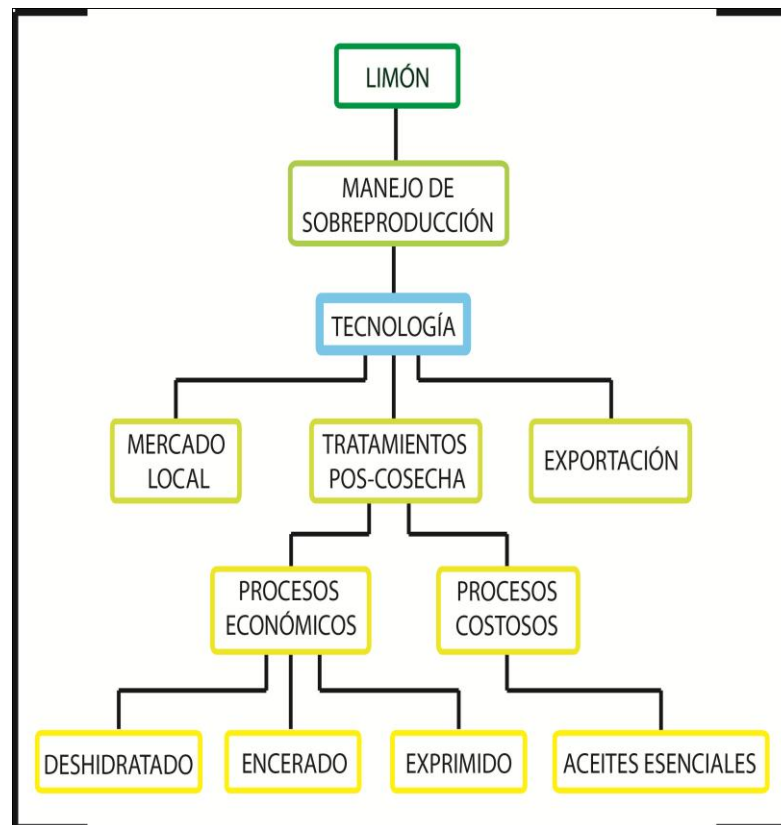 LIMÓN
MANEJO DE
SOBREPRODUCCIÓN
TECNOLOGÍA
MERCADO
LOCAL
TRATAMIENTOS
POS-COSECHA
EXPORTACIÓN
PROCESOS
ECONÓMICOS
PROCESOS
COSTOSOS
DESHIDRATADO
ENCERADO
EXPRIMIDO
ACEITES ESENCIALES